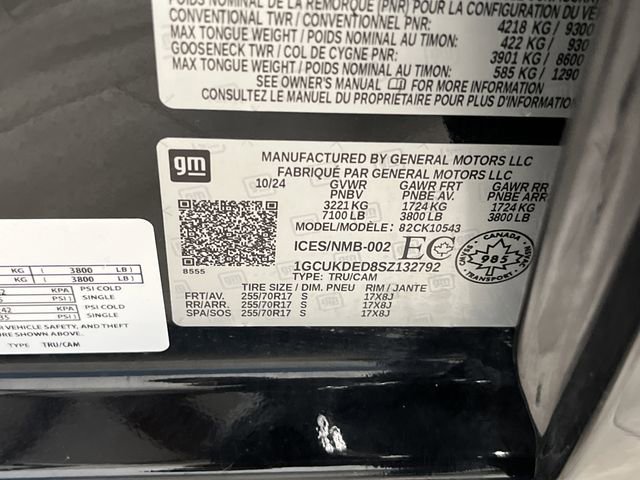 POIDS NOMINAL DE LA REMORQUE (PNR) POUR LA CONFIGURATION DU VÉ
CONVENTIONAL TWR / CONVENTIONNEL PNR: 4218 KG / 9300
MAX TONGUE WEIGHT / POIDS NOMINAL AU TIMON: 422 KG / 930
GOOSENECK TWR / COL DE CYGNE PNR: 3901 KG / 8600
MAX TONGUE WEIGHT / POIDS NOMINAL AU TIMON: 585 KG / 1290
SEE OWNER'S MANUAL FOR MORE INFORMATION
CONSULTEZ LE MANUEL DU PROPRIÉTAIRE POUR PLUS D'INFORMATION
gm
MANUFACTURED BY GENERAL MOTORS LLC
FABRIQUÉ PAR GENERAL MOTORS LLC
10/24 GVWR GAWR FRT GAWR RR
PNBV PNBE AV. PNBE ARR
3221 KG 1724 KG 1724 KG
7100 LB 3800 LB 3800 LB
MODEL/MODÈLE: 82CK10543
ICES/NMB-002 EC
CANADA
985
TRANSPORT
8555
1GCUKDED8SZ132792
TYPE: TRU/CAM
TIRE SIZE / DIM. PNEU RIM / JANTE
FRT/AV. 255/70R17 S 17X8J
RR/ARR. 255/70R17 S 17X8J
SPA/SOS 255/70R17 S 17X8J
KG ( 3800 LB )
KG ( 3800 LB )
KPA PSI COLD
PSI ) SINGLE
42 KPA PSI COLD
35 PSI ) SINGLE
VEHICLE SAFETY, AND THEFT
SHOWN ABOVE.
TYPE TRU/CAM